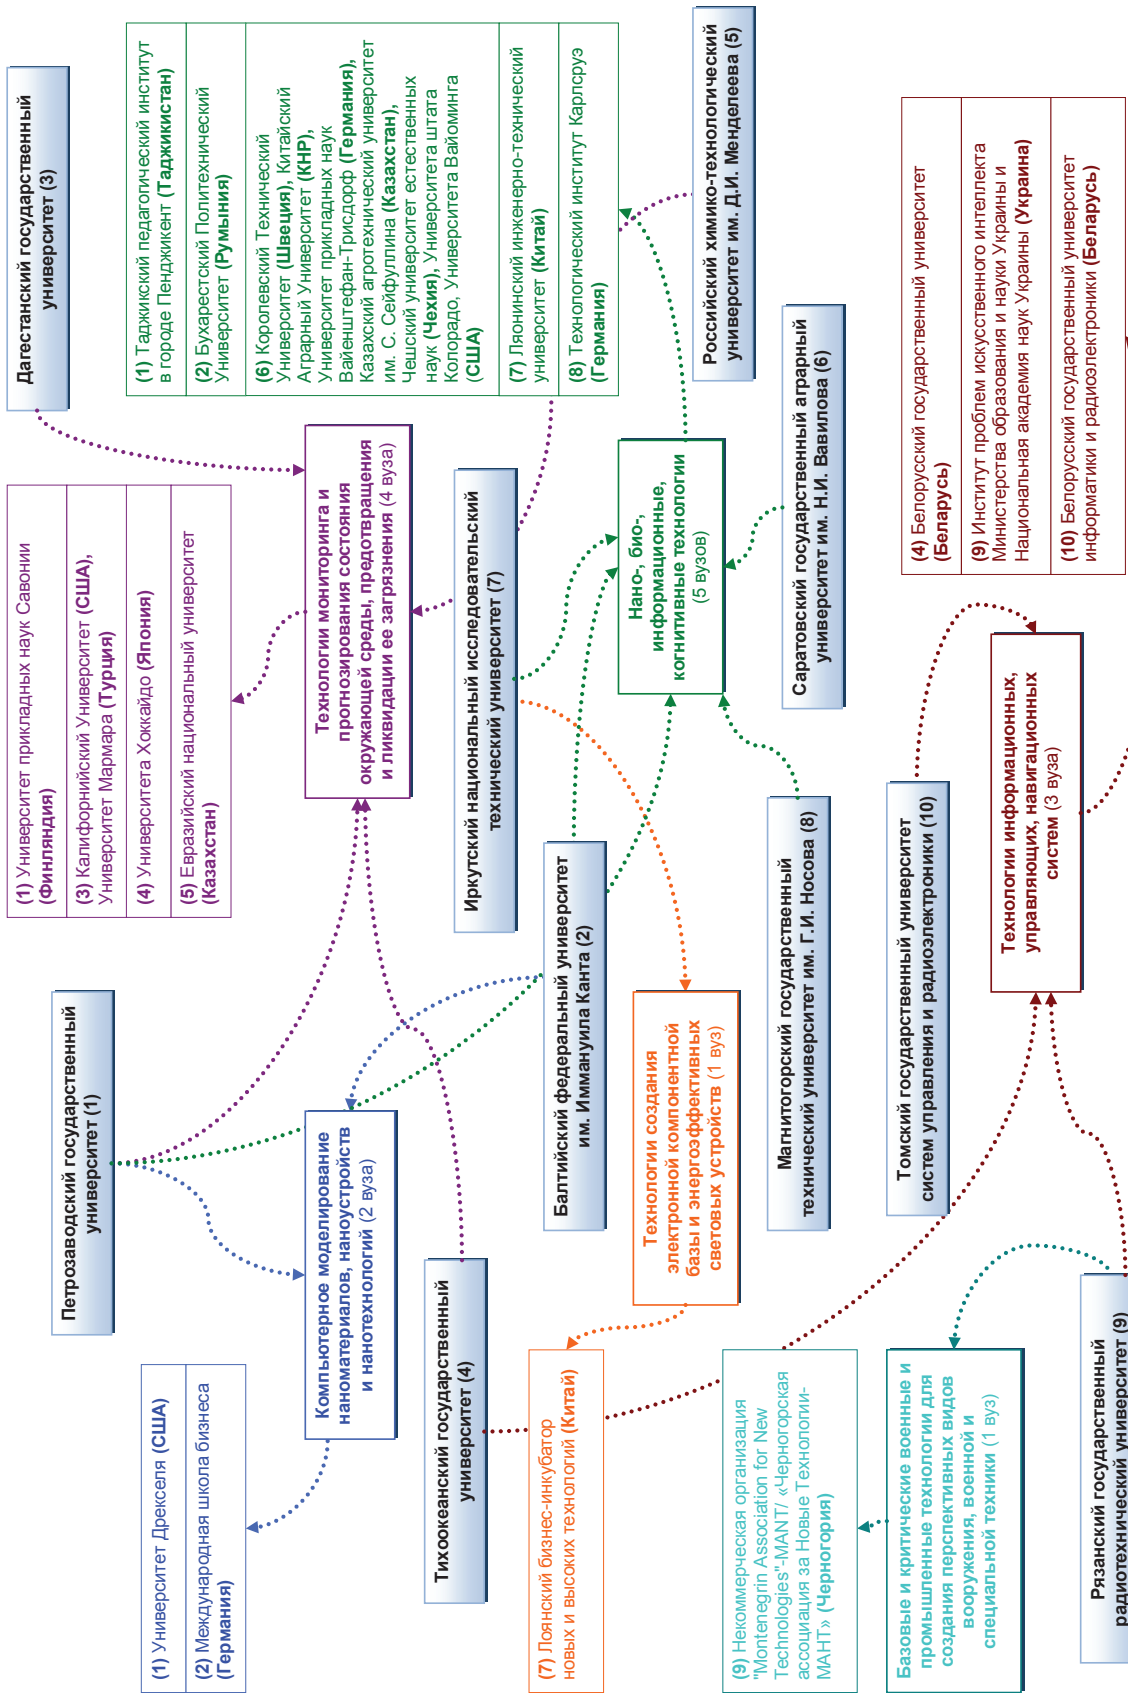 Петрозаводский государственный
университет (1)
Дагестанский государственный
университет (3)
(1) Университет Дрекселя (США)
(2) Международная школа бизнеса
(Германия)
(1) Университет прикладных наук Савонии
(Финляндия)
(3) Калифорнийский Университет (США),
Университет Мармара (Турция)
(4) Университета Хоккайдо (Япония)
(5) Евразийский национальный университет
(Казахстан)
(1) Таджикский педагогический институт
в городе Пенджикент (Таджикистан)
(2) Бухарестский Политехнический
Университет (Румыния)
(6) Королевский Технический
Университет (Швеция), Китайский
Аграрный Университет (КНР),
Университет прикладных наук
Вайенштефан-Трисдорф (Германия),
Казахский агротехнический университет
им. С. Сейфуллина (Казахстан),
Чешский университет естественных
наук (Чехия), Университета штата
Колорадо, Университета Вайоминга
(США)
(7) Ляонинский инженерно-технический
университет (Китай)
(8) Технологический институт Карлсруэ
(Германия)
Компьютерное моделирование
наноматериалов, наноустройств
и нанотехнологий (2 вуза)
Технологии мониторинга и
прогнозирования состояния
окружающей среды, предотвращения
и ликвидации ее загрязнения (4 вуза)
Тихоокеанский государственный
университет (4)
Иркутский национальный исследовательский
технический университет (7)
Балтийский федеральный университет
им. Иммануила Канта (2)
(7) Лоянский бизнес-инкубатор
новых и высоких технологий (Китай)
Технологии создания
электронной компонентной
базы и энергоэффективных
световых устройств (1 вуз)
Нано-, био-,
информационные,
когнитивные технологии
(5 вузов)
Российский химико-технологический
университет им. Д.И. Менделеева (5)
Магнитогорский государственный
технический университет им. Г.И. Носова (8)
Саратовский государственный аграрный
университет им. Н.И. Вавилова (6)
(9) Некоммерческая организация
"Montenegrin Association for New
Technologies"-MANT/ «Черногорская
ассоциация за Новые Технологии-
МАНТ» (Черногория)
Базовые и критические военные и
промышленные технологии для
создания перспективных видов
вооружения, военной и
специальной техники (1 вуз)
Томский государственный университет
систем управления и радиоэлектроники (10)
Технологии информационных,
управляющих, навигационных
систем (3 вуза)
(4) Белорусский государственный университет
(Беларусь)
(9) Институт проблем искусственного интеллекта
Министерства образования и науки Украины и
Национальная академия наук Украины (Украина)
(10) Белорусский государственный университет
информатики и радиоэлектроники (Беларусь)
Рязанский государственный
радиотехнический университет (9)